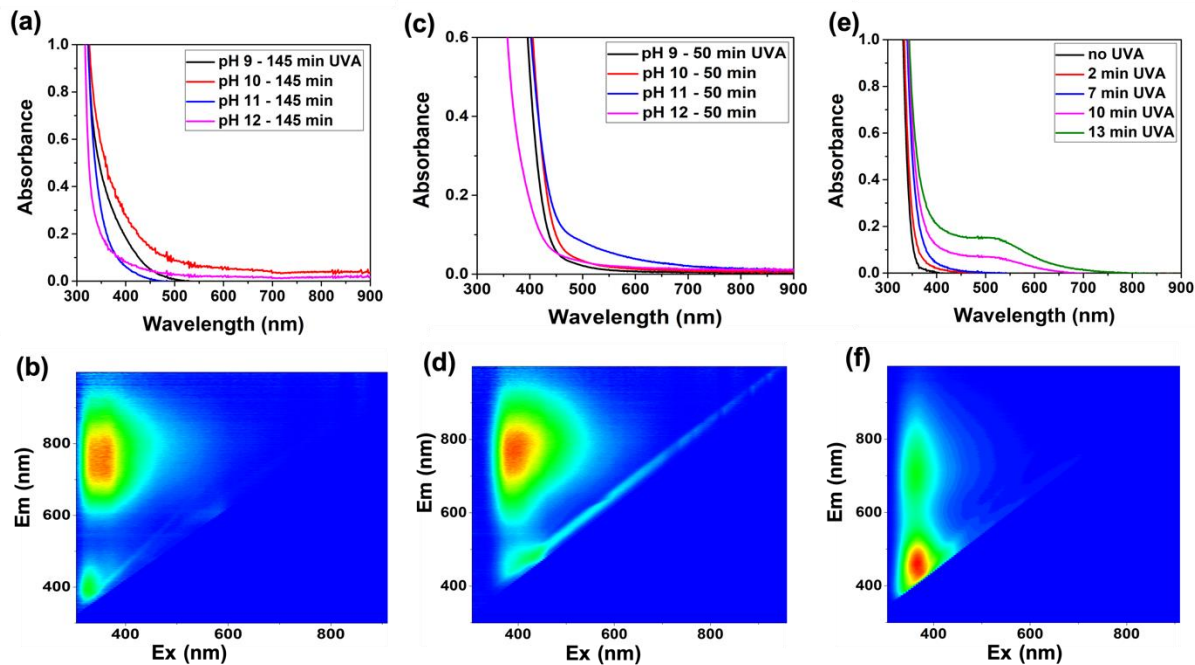 (a)
1.0
0.8
0.6
0.4
0.2
0.0
Absorbance
pH 9 - 145 min UVA
pH 10 - 145 min
pH 11 - 145 min
pH 12 - 145 min
300 400 500 600 700 800 900
Wavelength (nm)
(c)
0.6
0.4
0.2
0.0
Absorbance
pH 9 - 50 min UVA
pH 10 - 50 min
pH 11 - 50 min
pH 12 - 50 min
300 400 500 600 700 800 900
Wavelength (nm)
(e)
1.0
0.8
0.6
0.4
0.2
0.0
Absorbance
no UVA
2 min UVA
7 min UVA
10 min UVA
13 min UVA
300 400 500 600 700 800 900
Wavelength (nm)
(b)
800
600
400
Em (nm)
400 600 800
Ex (nm)
(d)
800
600
400
Em (nm)
400 600 800
Ex (nm)
(f)
800
600
400
Em (nm)
400 600 800
Ex (nm)